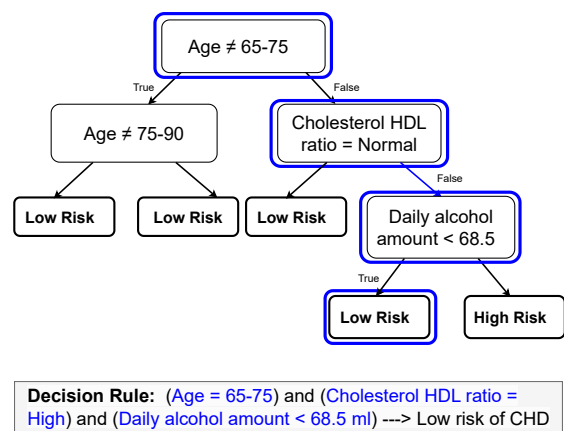 Age ≠ 65-75
True
False
Age ≠ 75-90
Cholesterol HDL
ratio = Normal
False
Low Risk
Low Risk
Low Risk
Daily alcohol
amount < 68.5
True
Low Risk
High Risk
Decision Rule: (Age = 65-75) and (Cholesterol HDL ratio =
High) and (Daily alcohol amount < 68.5 ml) ---> Low risk of CHD